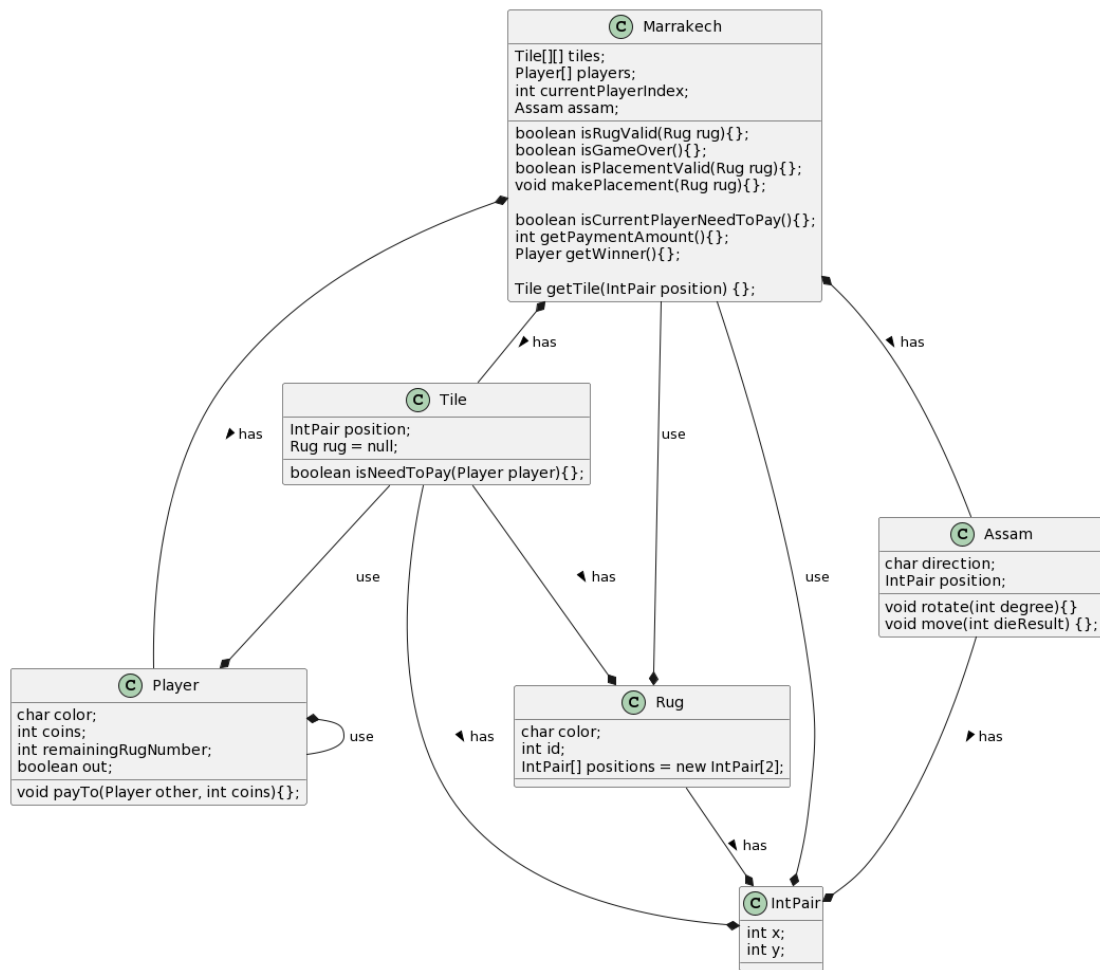 C Marrakech
Tile[][] tiles;
Player[] players;
int currentPlayerIndex;
Assam assam;
boolean isRugValid(Rug rug){};
boolean isGameOver(){};
boolean isPlacementValid(Rug rug){};
void makePlacement(Rug rug){};
boolean isCurrentPlayerNeedToPay(){};
int getPaymentAmount(){};
Player getWinner(){};
Tile getTile(IntPair position) {};
has
has
C Tile
IntPair position;
Rug rug = null;
boolean isNeedToPay(Player player){};
has
use
C Assam
char direction;
IntPair position;
void rotate(int degree){}
void move(int dieResult) {};
use
has
use
C Player
char color;
int coins;
int remainingRugNumber;
boolean out;
void payTo(Player other, int coins){};
use
has
C Rug
char color;
int id;
IntPair[] positions = new IntPair[2];
has
has
C IntPair
int x;
int y;